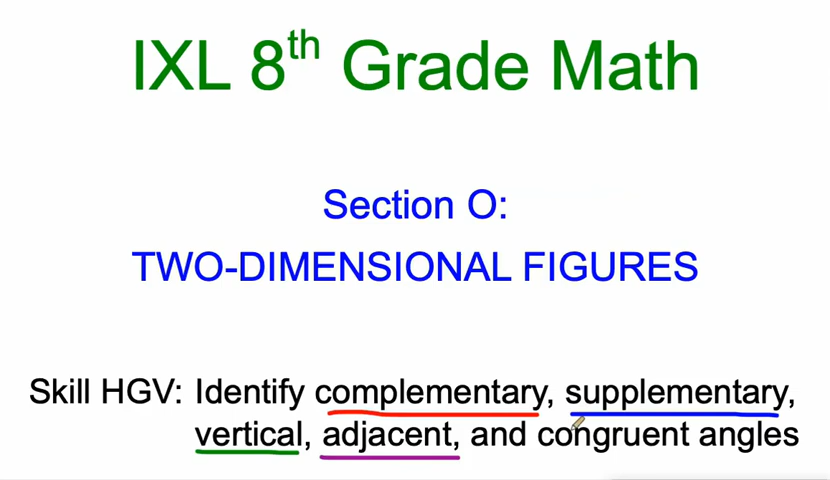 IXL 8th Grade Math
Section O:
TWO-DIMENSIONAL FIGURES
Skill HGV: Identify complementary, supplementary,
vertical, adjacent, and congruent angles